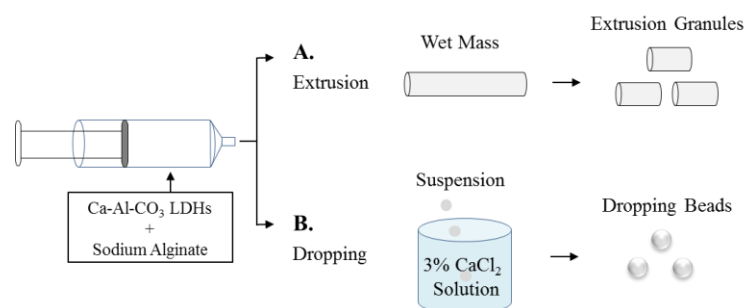 A.
Extrusion
Wet Mass
Extrusion Granules
Ca-Al-CO₃ LDHs
+
Sodium Alginate
B.
Dropping
Suspension
3% CaCl₂
Solution
Dropping Beads